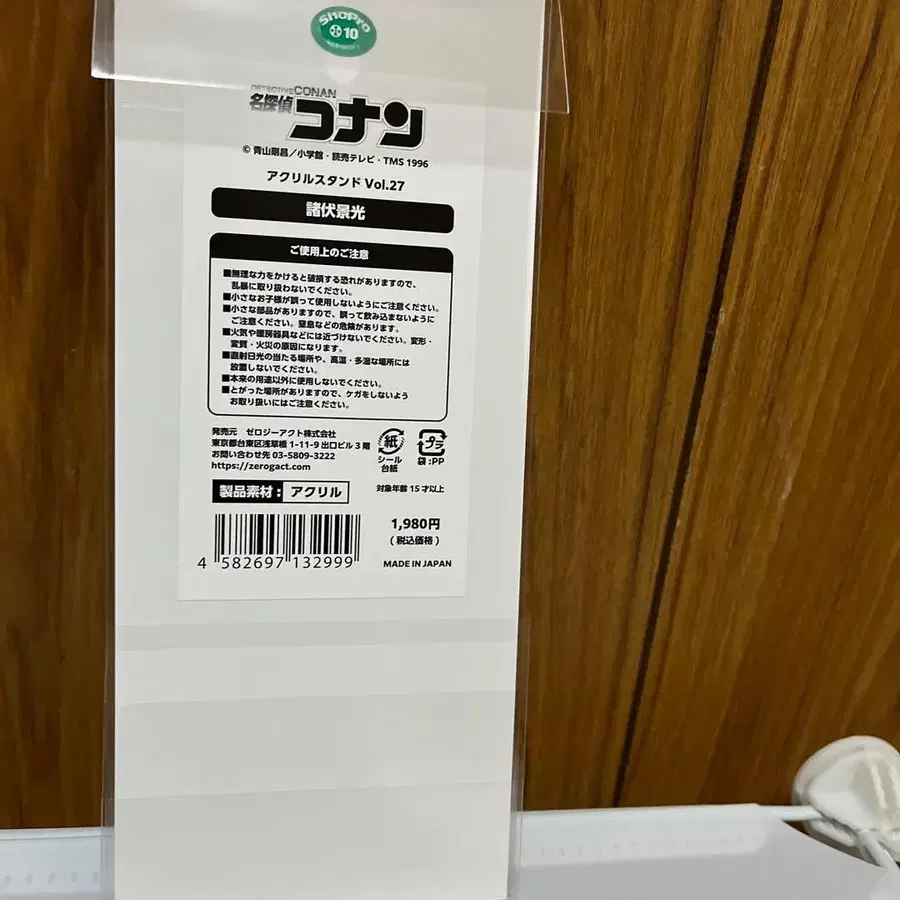 ShoPro
10
DETECTIVE CONAN
名探偵コナン
© 青山剛昌/小学館・読売テレビ・TMS 1996
アクリルスタンド Vol.27
諸伏景光
ご使用上のご注意
■無理な力をかけると破損する恐れがありますので、
乱暴に取り扱わないでください。
■小さなお子様が誤って使用しないようにご注意ください。
■小さな部品がありますので、誤って飲み込まないように
ご注意ください。窒息などの危険があります。
■火気や暖房器具などには近づけないでください。変形・
変質・火災の原因になります。
■直射日光の当たる場所や、高温・多湿な場所には
放置しないでください。
■本来の用途以外に使用しないでください。
■とがった場所がありますので、ケガをしないよう
お取り扱いにはご注意ください。
発売元 ゼロジーアクト株式会社
東京都台東区浅草橋 1-11-9 出口ビル 3 階
お問い合わせ先 03-5809-3222
https://zerogact.com
紙
シール
台紙
プラ
袋:PP
製品素材: アクリル
対象年齢 15 才以上
1,980円
(税込価格)
4 582697 132999
MADE IN JAPAN